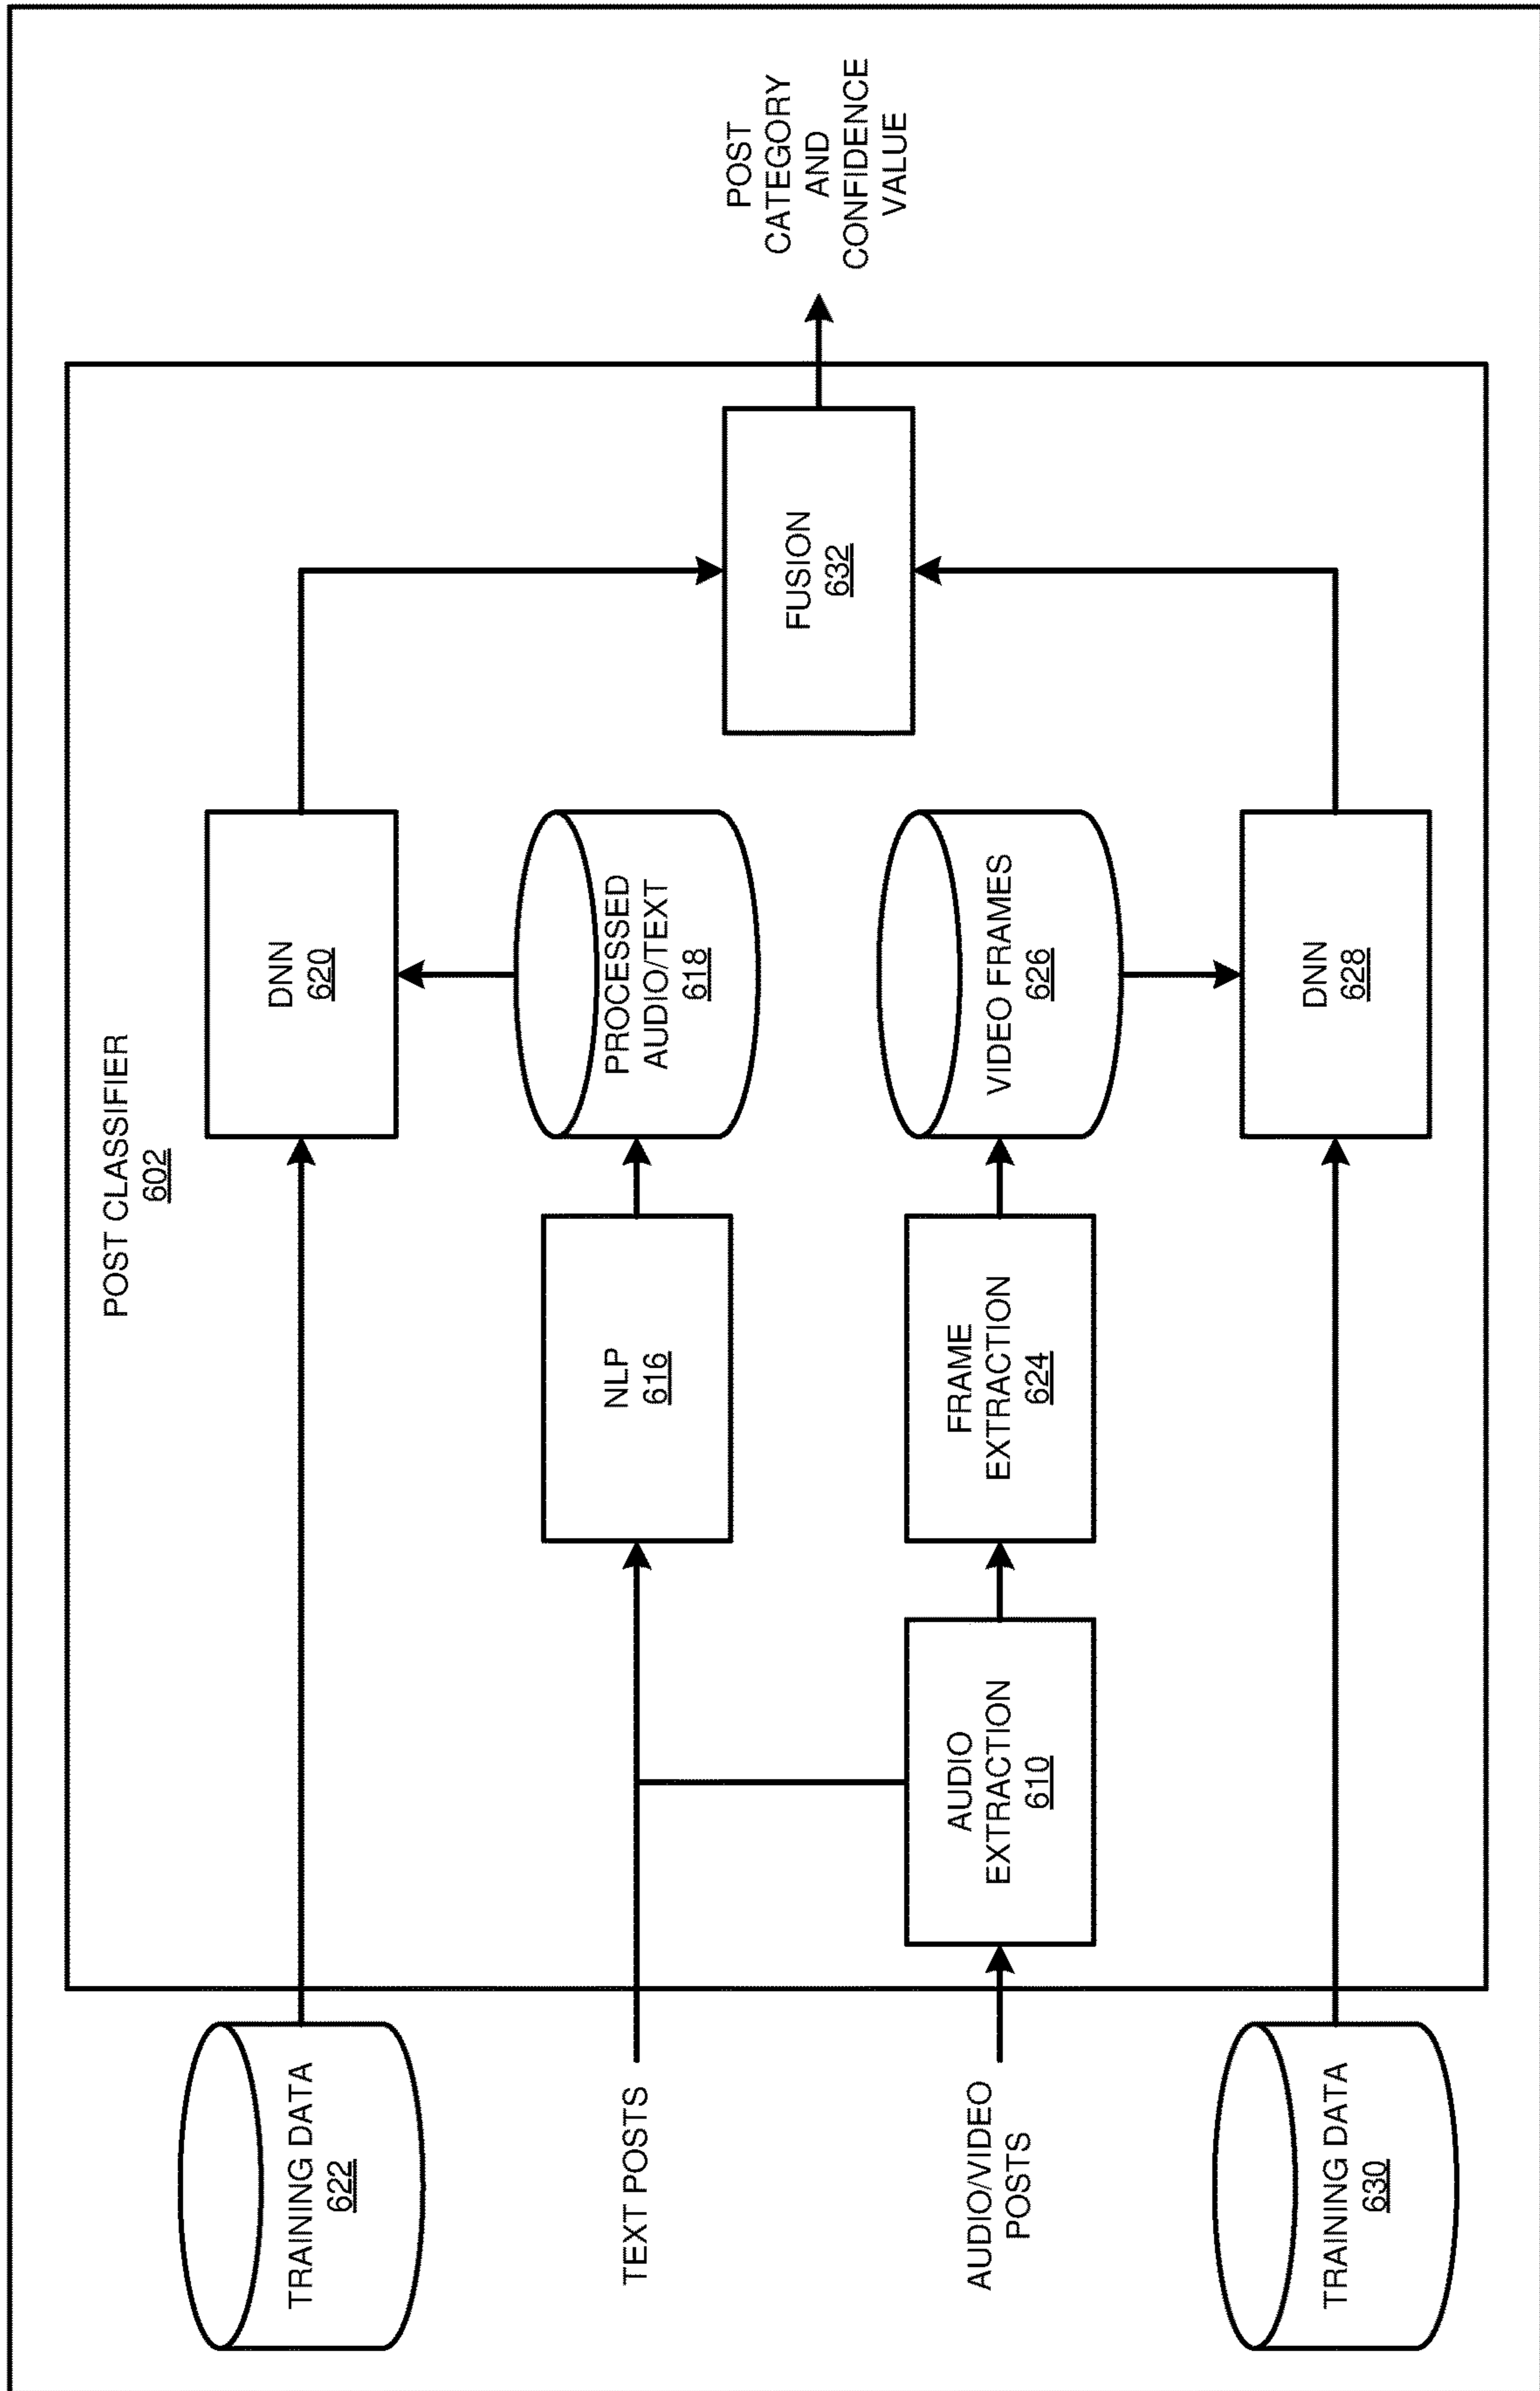 POST CLASSIFIER
602
TRAINING DATA
622
DNN
620
TEXT POSTS
NLP
616
PROCESSED
AUDIO/TEXT
618
FUSION
632
POST
CATEGORY
AND
CONFIDENCE
VALUE
AUDIO/VIDEO
POSTS
AUDIO
EXTRACTION
610
FRAME
EXTRACTION
624
VIDEO FRAMES
626
TRAINING DATA
630
DNN
628